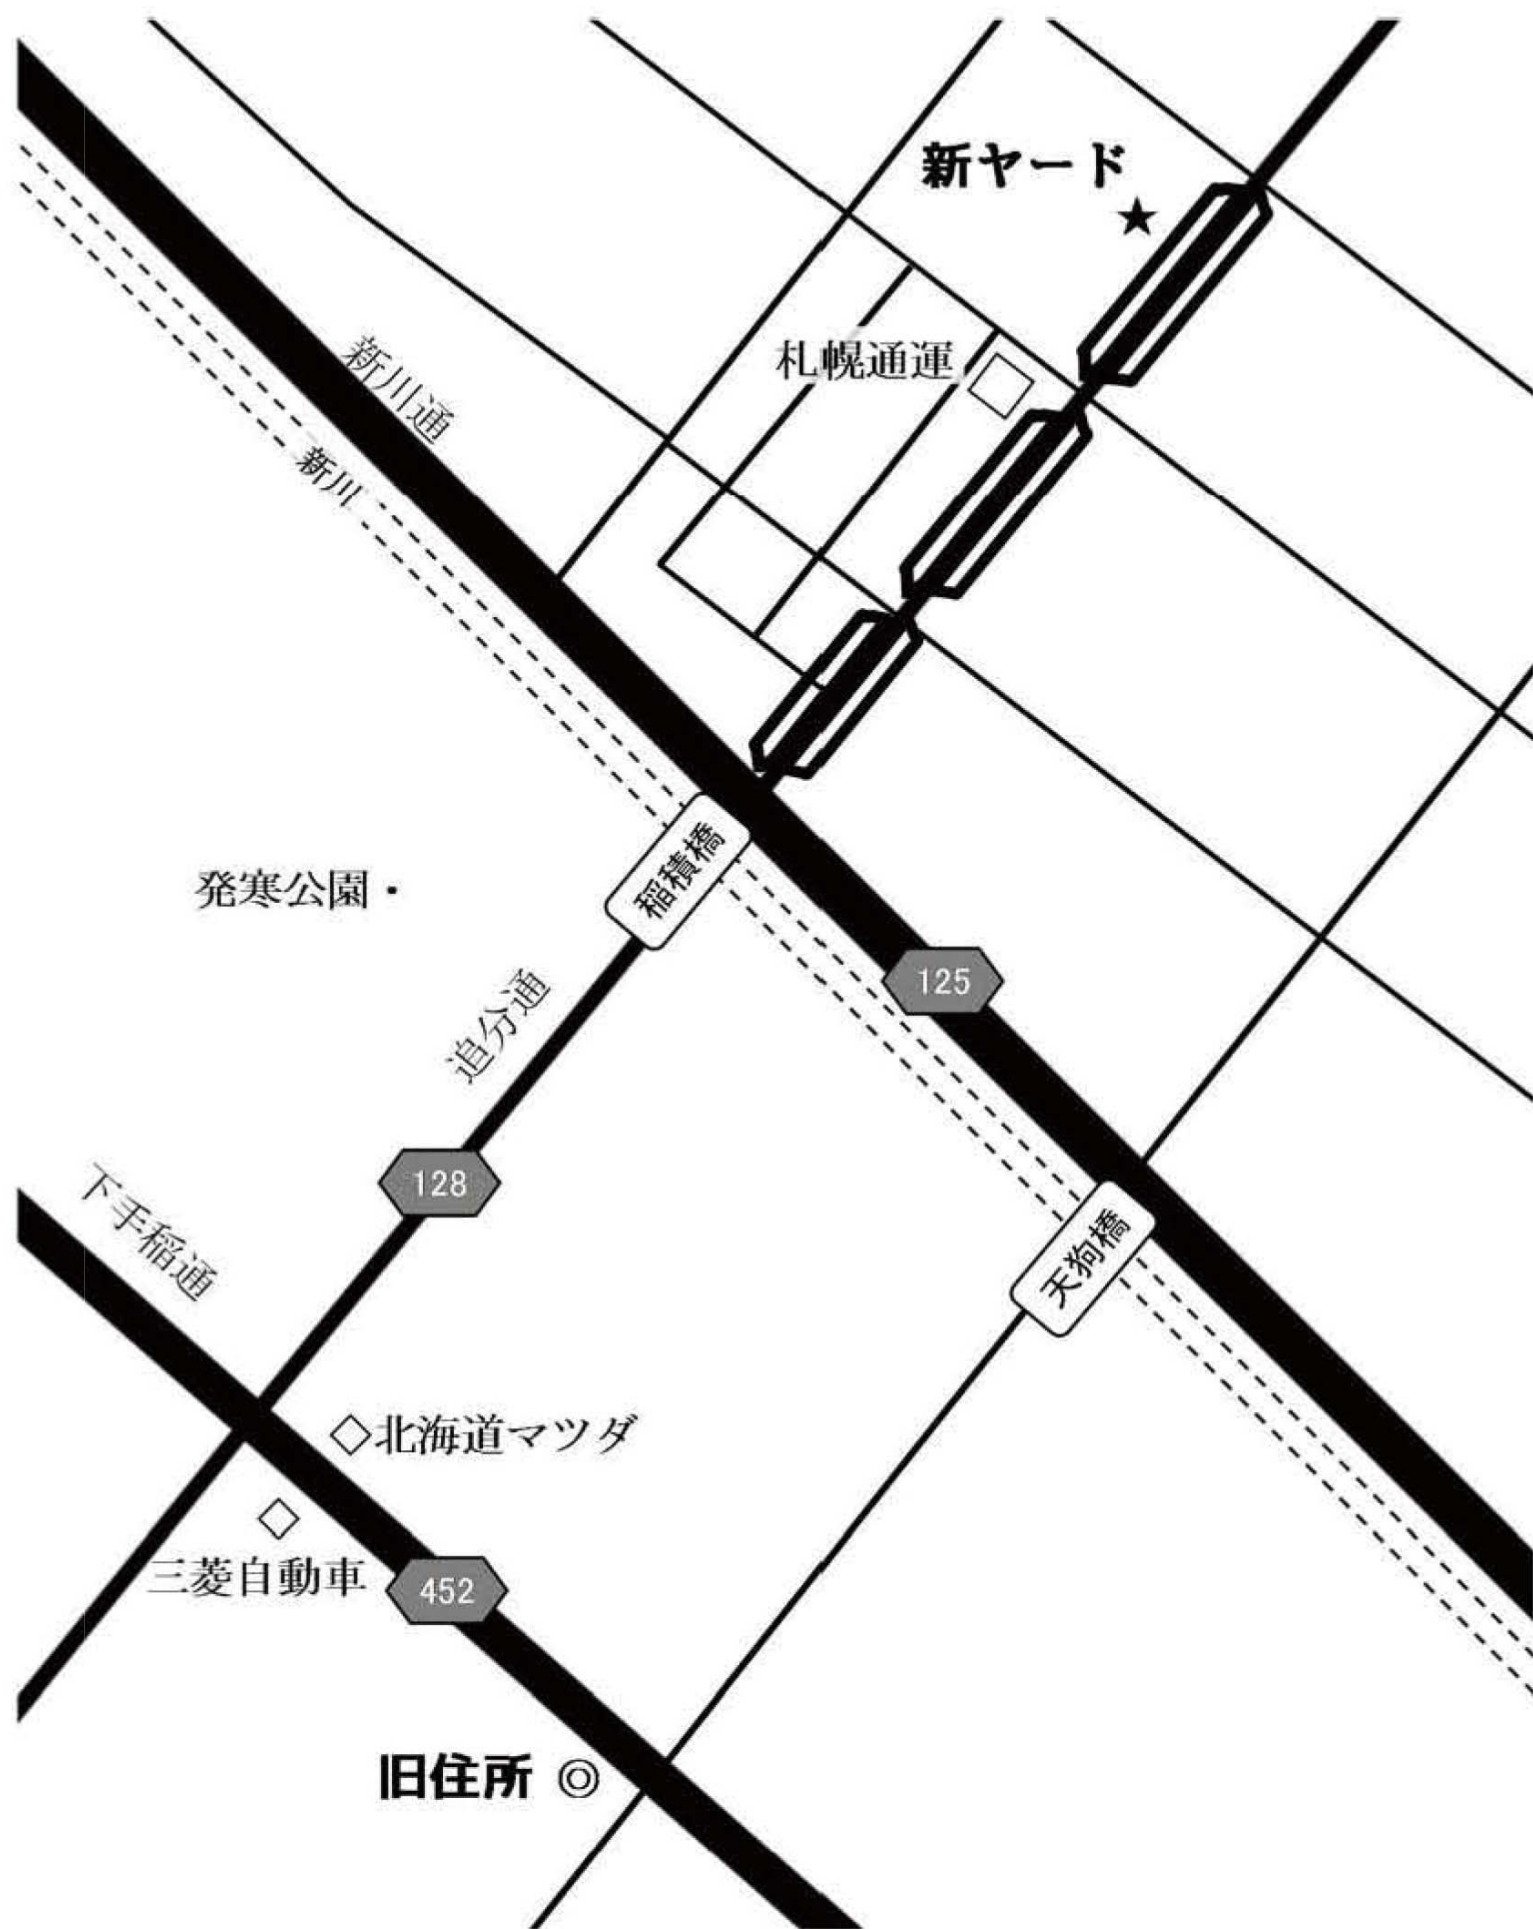 新ヤード
★
札幌通運
新川通
新川
稲積橋
発寒公園・
125
追分通
128
下手稲通
天狗橋
◇北海道マツダ
三菱自動車
452
旧住所 ◎